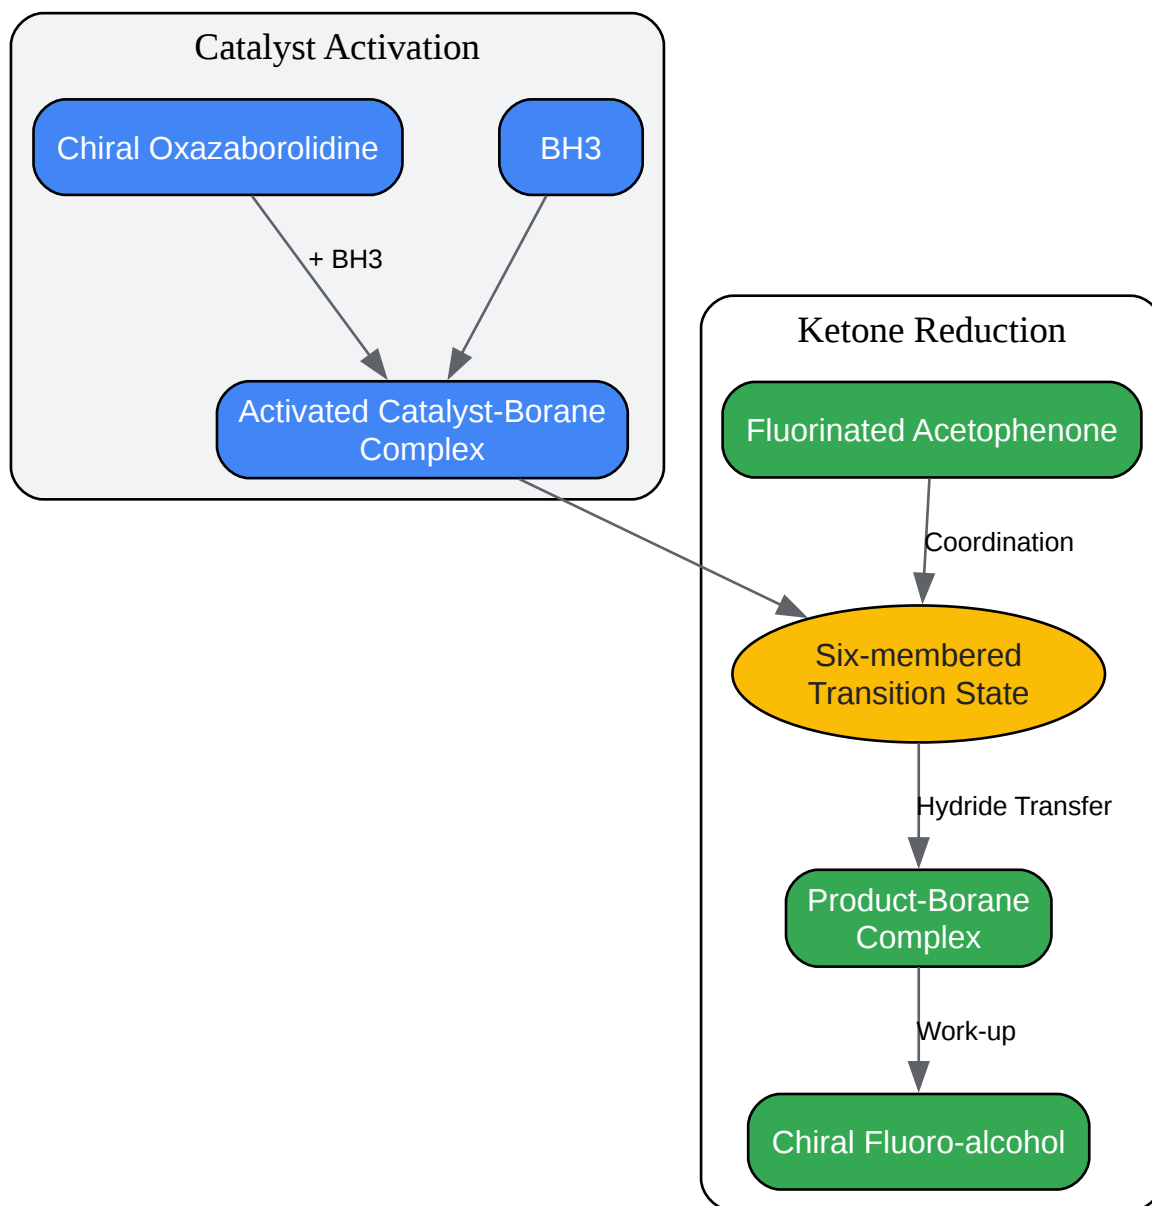 Catalyst Activation
Chiral Oxazaborolidine
BH3
+ BH3
Activated Catalyst-Borane
Complex
Ketone Reduction
Fluorinated Acetophenone
Coordination
Six-membered
Transition State
Hydride Transfer
Product-Borane
Complex
Work-up
Chiral Fluoro-alcohol